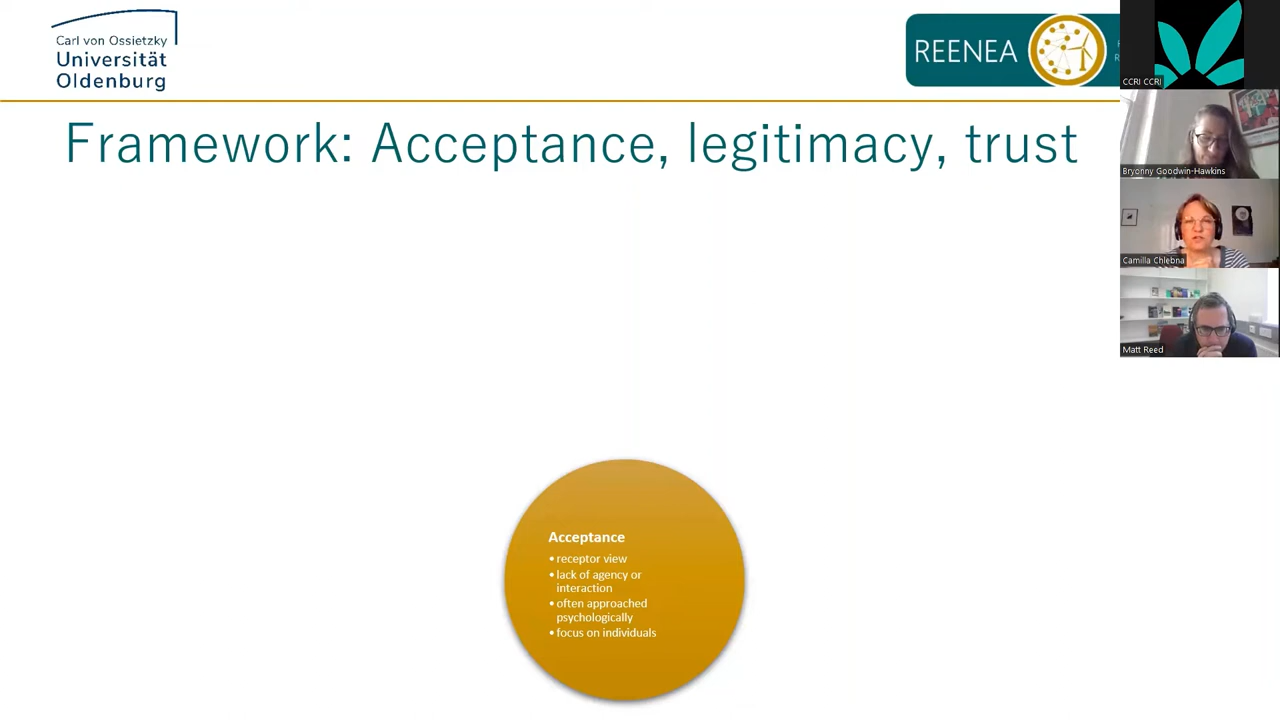 Carl von Ossietzky
Universität
Oldenburg
REENEA
CCRI CCRI
Bryonny Goodwin-Hawkins
Camilla Chlebna
Matt Reed
Framework: Acceptance, legitimacy, trust
Acceptance
• receptor view
• lack of agency or
interaction
• often approached
psychologically
• focus on individuals